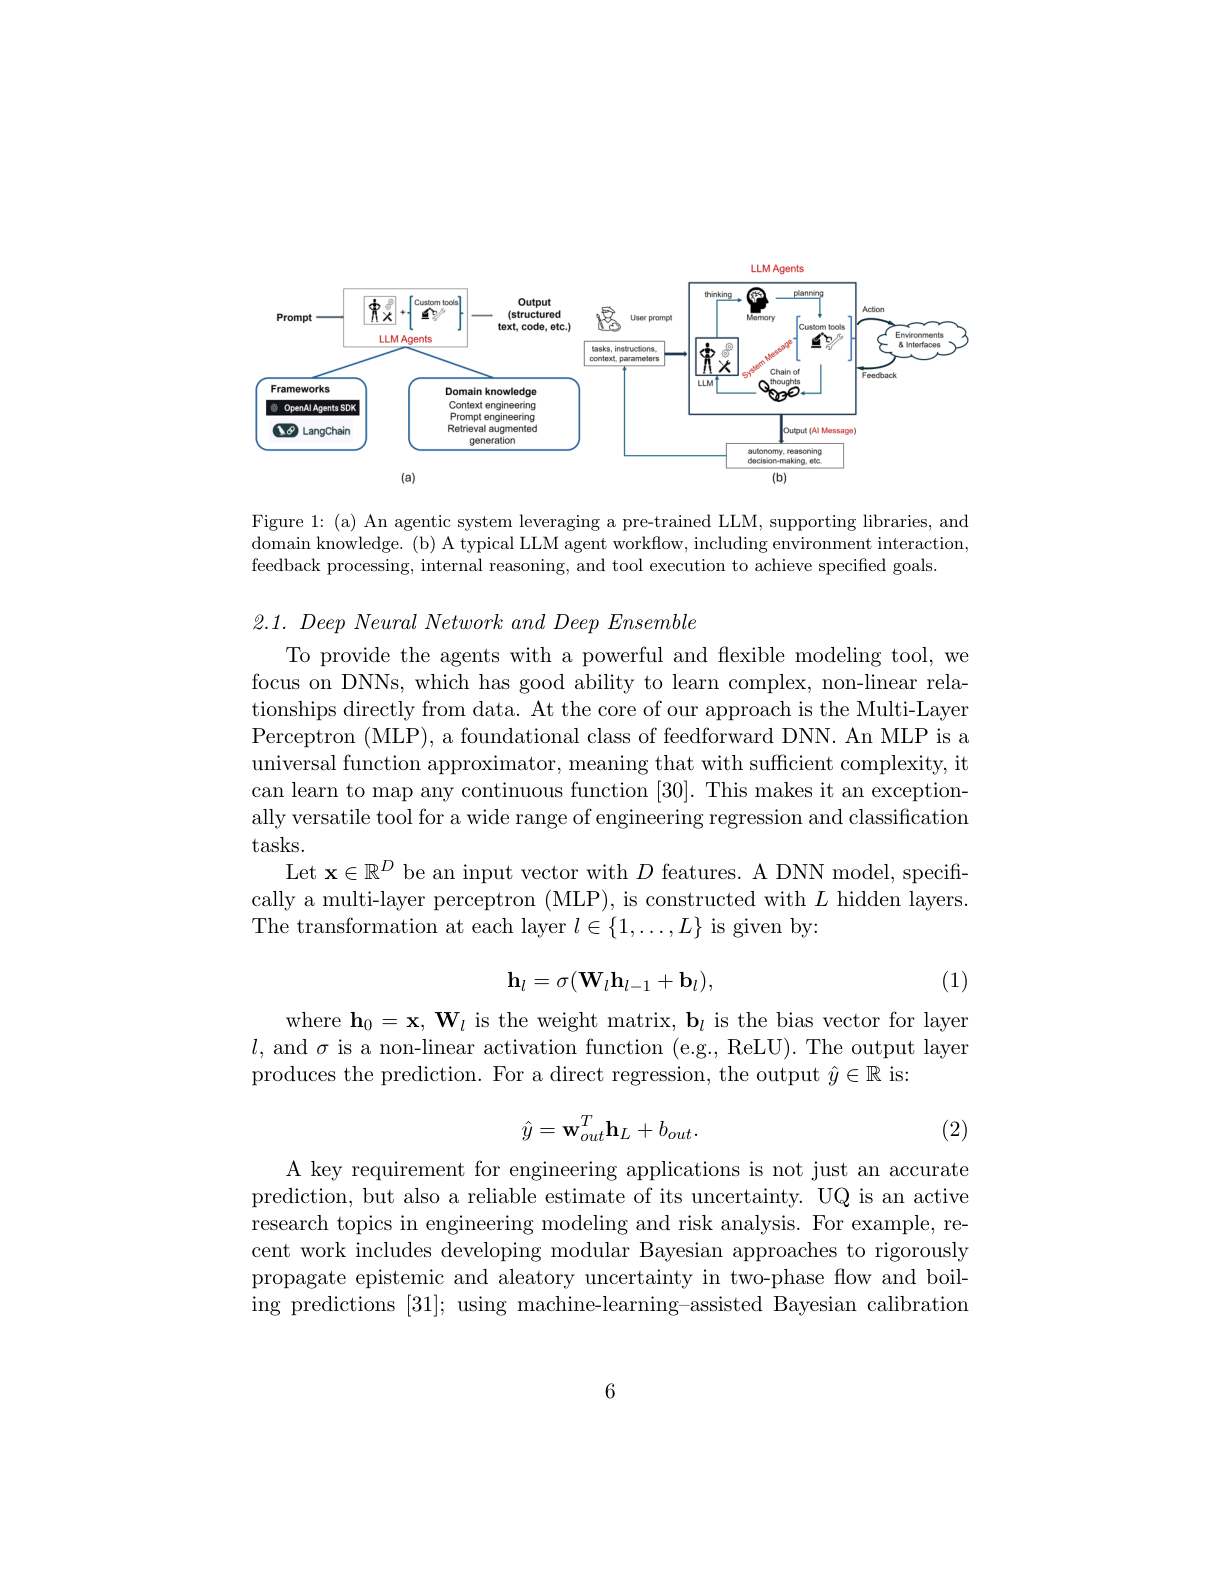 LLM Agents
Prompt
Custom tools
+
LLM Agents
Output
(structured
text, code, etc.)
Frameworks
OpenAI Agents SDK
LangChain
Domain knowledge
Context engineering
Prompt engineering
Retrieval augmented
generation
(a)
User prompt
tasks, instructions,
context, parameters
thinking
planning
Memory
Custom tools
System Message
LLM
Chain of
thoughts
Action
Environments
& Interfaces
Feedback
Output (AI Message)
autonomy, reasoning
decision-making, etc.
(b)
Figure 1: (a) An agentic system leveraging a pre-trained LLM, supporting libraries, and
domain knowledge. (b) A typical LLM agent workflow, including environment interaction,
feedback processing, internal reasoning, and tool execution to achieve specified goals.
2.1. Deep Neural Network and Deep Ensemble
To provide the agents with a powerful and flexible modeling tool, we
focus on DNNs, which has good ability to learn complex, non-linear rela-
tionships directly from data. At the core of our approach is the Multi-Layer
Perceptron (MLP), a foundational class of feedforward DNN. An MLP is a
universal function approximator, meaning that with sufficient complexity, it
can learn to map any continuous function [30]. This makes it an exception-
ally versatile tool for a wide range of engineering regression and classification
tasks.
Let 𝐱 ∈ ℝ^D be an input vector with D features. A DNN model, specifi-
cally a multi-layer perceptron (MLP), is constructed with L hidden layers.
The transformation at each layer l ∈ {1, . . . , L} is given by:
𝐡_l = σ(𝐖_l𝐡_{l−1} + 𝐛_l), (1)
where 𝐡_0 = 𝐱, 𝐖_l is the weight matrix, 𝐛_l is the bias vector for layer
l, and σ is a non-linear activation function (e.g., ReLU). The output layer
produces the prediction. For a direct regression, the output ŷ ∈ ℝ is:
ŷ = 𝐰^T_{out}𝐡_L + b_{out}. (2)
A key requirement for engineering applications is not just an accurate
prediction, but also a reliable estimate of its uncertainty. UQ is an active
research topics in engineering modeling and risk analysis. For example, re-
cent work includes developing modular Bayesian approaches to rigorously
propagate epistemic and aleatory uncertainty in two-phase flow and boil-
ing predictions [31]; using machine-learning–assisted Bayesian calibration
6